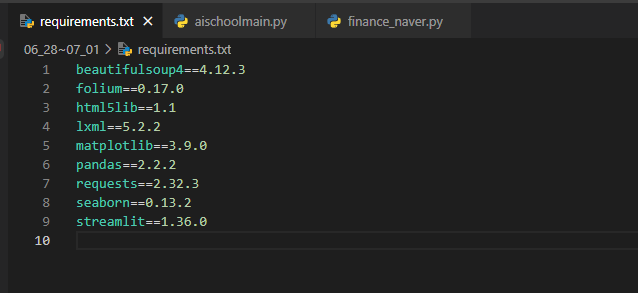 requirements.txt
aischoolmain.py
finance_naver.py
06_28~07_01 > requirements.txt
1 beautifulsoup4==4.12.3
2 folium==0.17.0
3 html5lib==1.1
4 lxml==5.2.2
5 matplotlib==3.9.0
6 pandas==2.2.2
7 requests==2.32.3
8 seaborn==0.13.2
9 streamlit==1.36.0
10